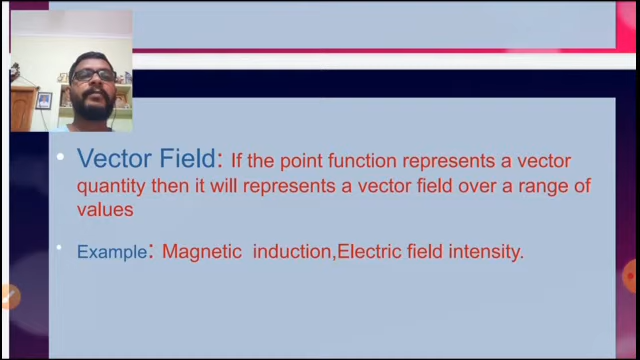 • Vector Field: If the point function represents a vector
quantity then it will represents a vector field over a range of
values
• Example: Magnetic induction,Electric field intensity.